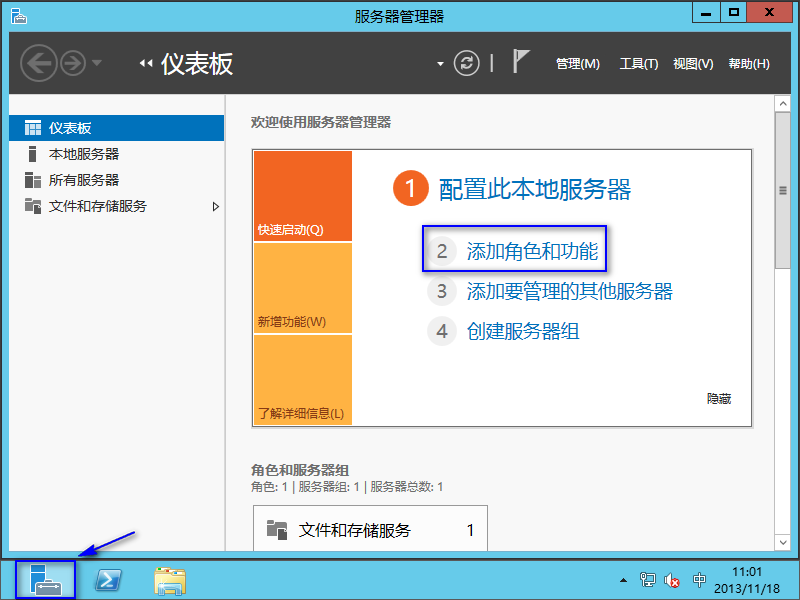 服务器管理器
仪表板
管理(M) 工具(T) 视图(V) 帮助(H)
仪表板
本地服务器
所有服务器
文件和存储服务
欢迎使用服务器管理器
快速启动(Q)
新增功能(W)
了解详细信息(L)
1 配置此本地服务器
2 添加角色和功能
3 添加要管理的其他服务器
4 创建服务器组
隐藏
角色和服务器组
角色: 1 | 服务器组: 1 | 服务器总数: 1
文件和存储服务 1
中
11:01
2013/11/18